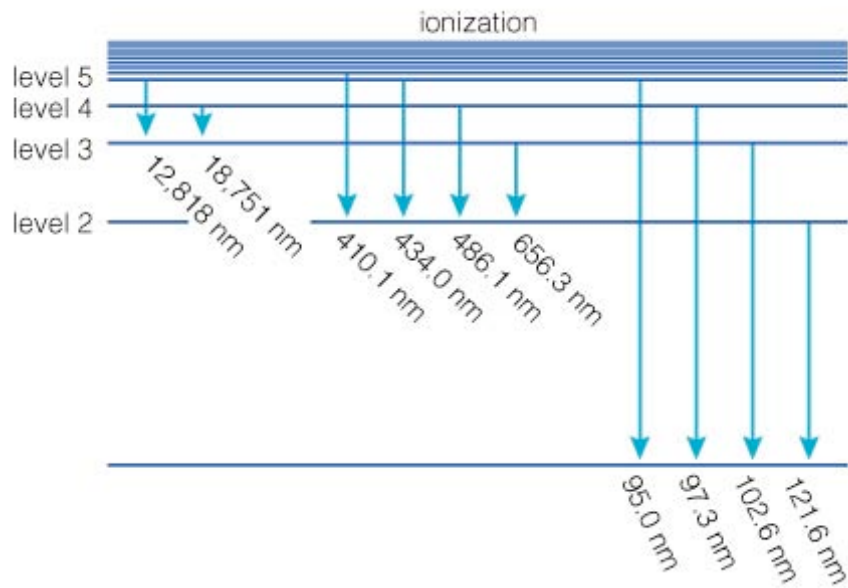 ionization
level 5
level 4
level 3
level 2
12,818 nm
18,751 nm
410.1 nm
434.0 nm
486.1 nm
656.3 nm
95.0 nm
97.3 nm
102.6 nm
121.6 nm